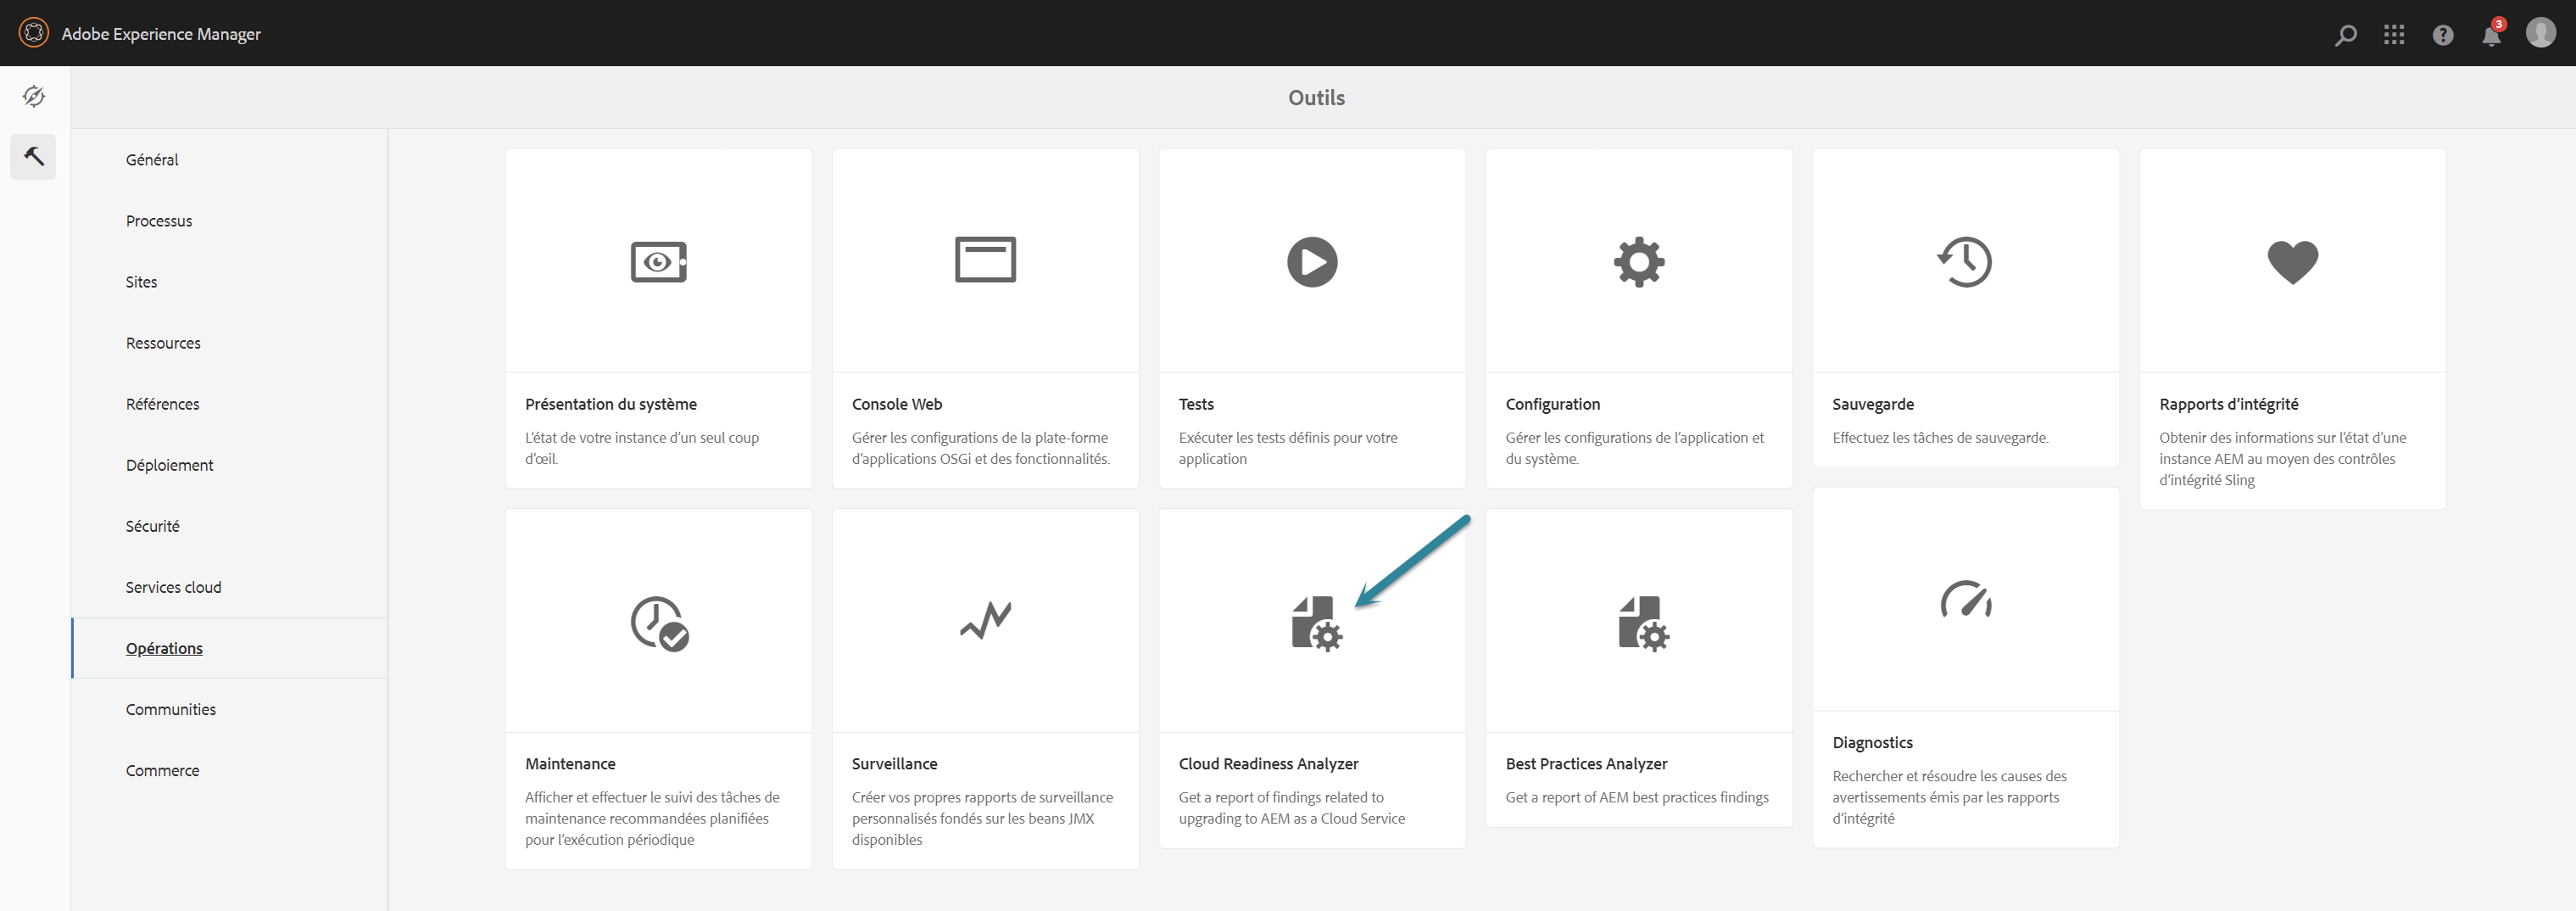 Adobe Experience Manager
3
Outils
Général
Processus
Sites
Ressources
Références
Déploiement
Sécurité
Services cloud
Opérations
Communities
Commerce
Présentation du système
L’état de votre instance d’un seul coup
d’œil.
Console Web
Gérer les configurations de la plate-forme
d’applications OSGi et des fonctionnalités.
Tests
Exécuter les tests définis pour votre
application
Configuration
Gérer les configurations de l’application et
du système.
Sauvegarde
Effectuez les tâches de sauvegarde.
Rapports d’intégrité
Obtenir des informations sur l’état d’une
instance AEM au moyen des contrôles
d’intégrité Sling
Maintenance
Afficher et effectuer le suivi des tâches de
maintenance recommandées planifiées
pour l’exécution périodique
Surveillance
Créer vos propres rapports de surveillance
personnalisés fondés sur les beans JMX
disponibles
Cloud Readiness Analyzer
Get a report of findings related to
upgrading to AEM as a Cloud Service
Best Practices Analyzer
Get a report of AEM best practices findings
Diagnostics
Rechercher et résoudre les causes des
avertissements émis par les rapports
d’intégrité